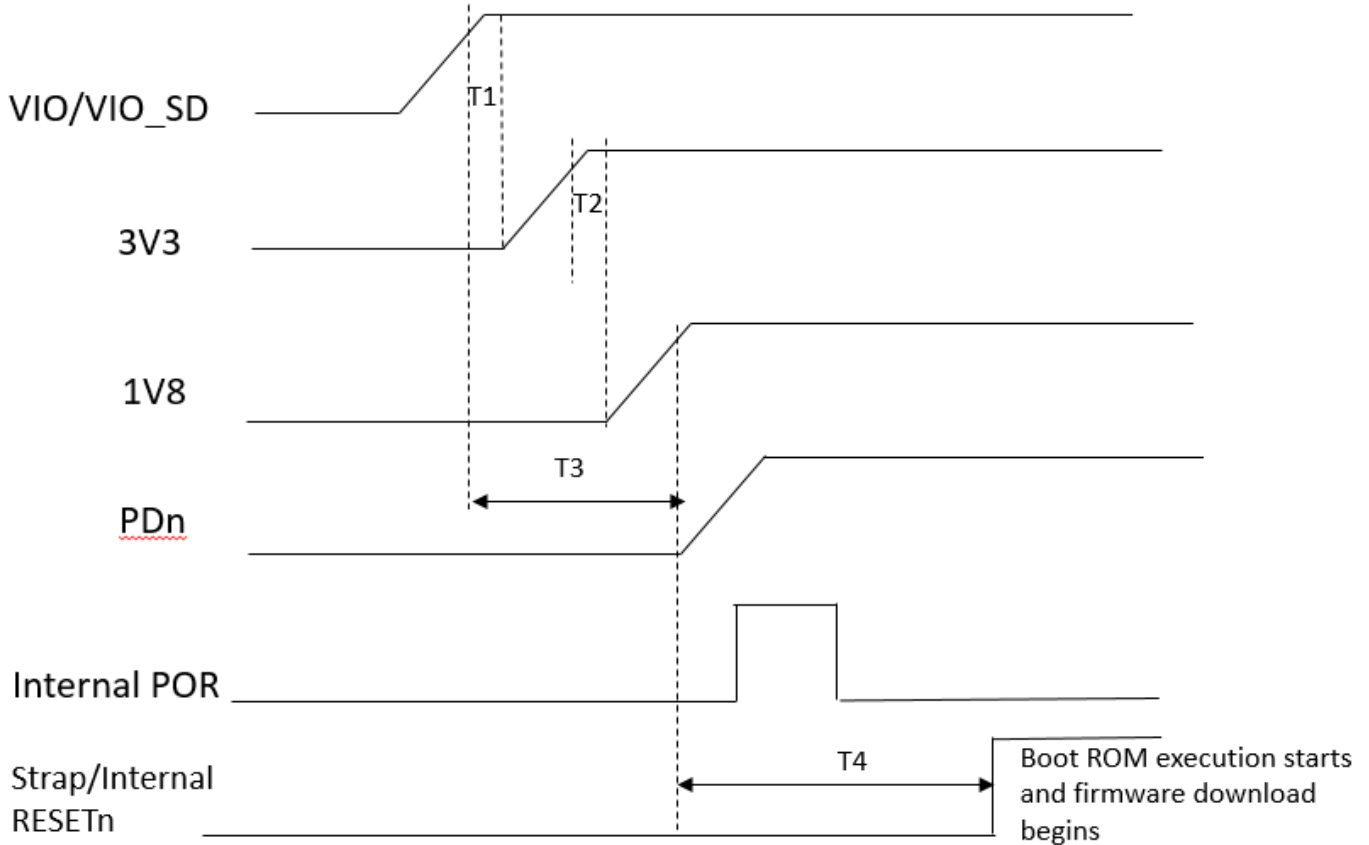 VIO/VIO_SD
T1
3V3
T2
1V8
T3
PDn
Internal POR
Strap/Internal
RESETn
T4
Boot ROM execution starts
and firmware download
begins